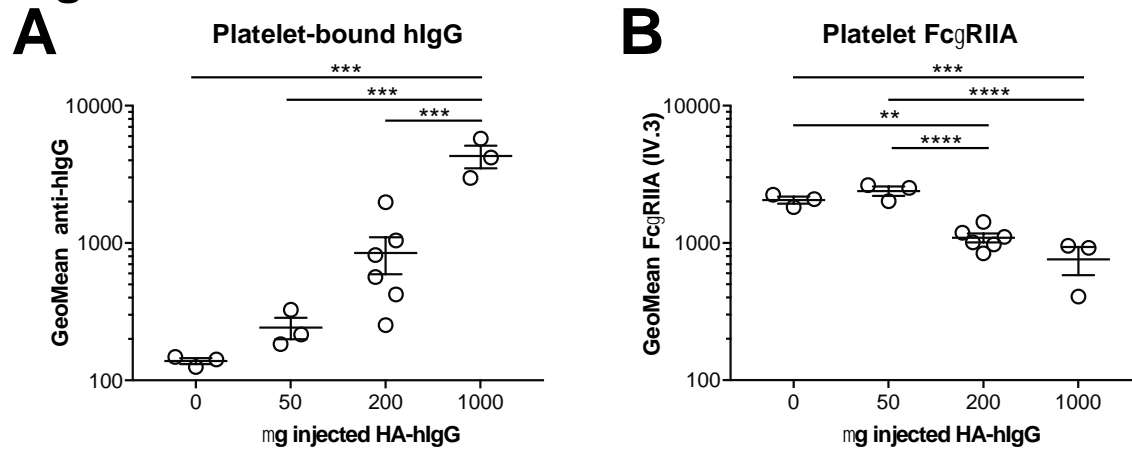 A
Platelet-bound hIgG
***
***
***
10000
1000
100
GeoMean anti-hIgG
0 50 200 1000
mg injected HA-hIgG
B
Platelet FcgRIIA
***
****
**
****
10000
1000
100
GeoMean FcgRIIA (IV.3)
0 50 200 1000
mg injected HA-hIgG